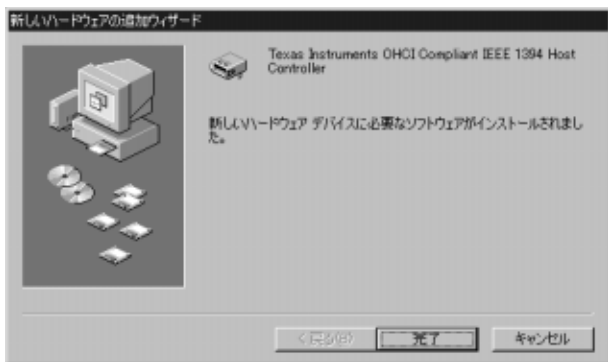 新しいハードウェアの追加ウィザード
Texas Instruments OHCI Compliant IEEE 1394 Host
Controller
新しいハードウェア デバイスに必要なソフトウェアがインストールされまし
た。
< 戻る(B)
完了
キャンセル